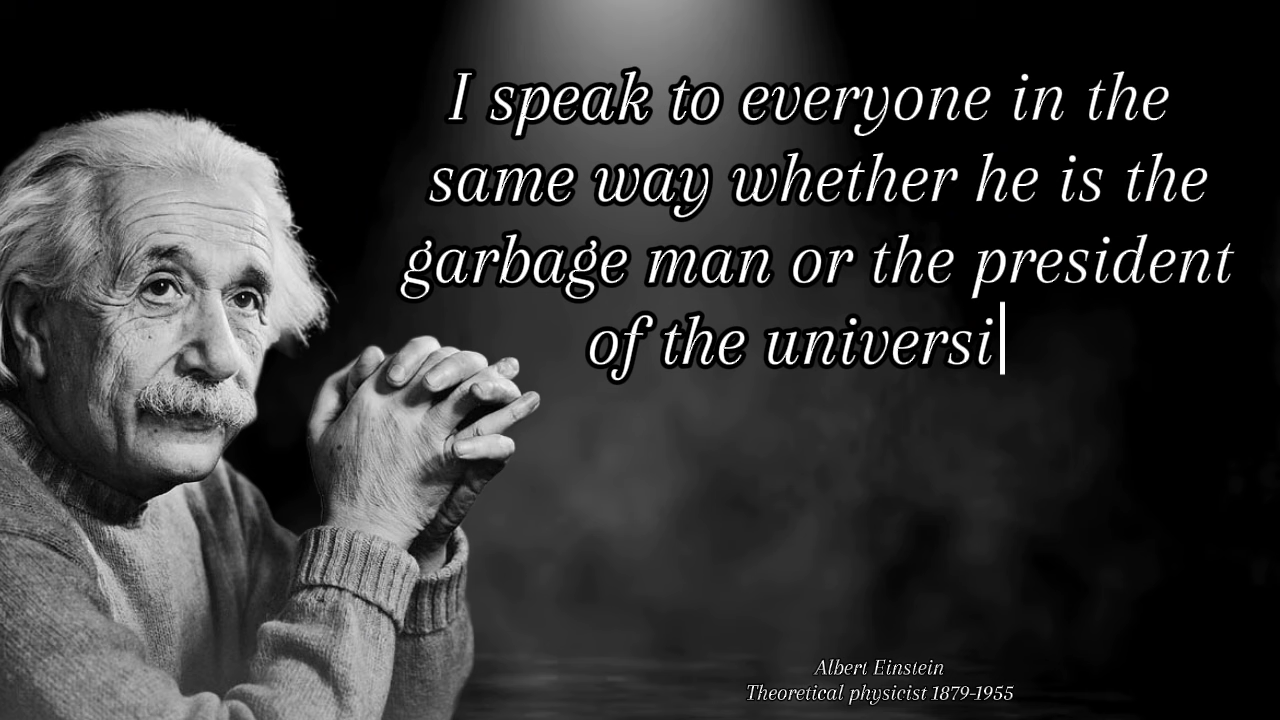 I speak to everyone in the
same way whether he is the
garbage man or the president
of the universi
Albert Einstein
Theoretical physicist 1879-1955